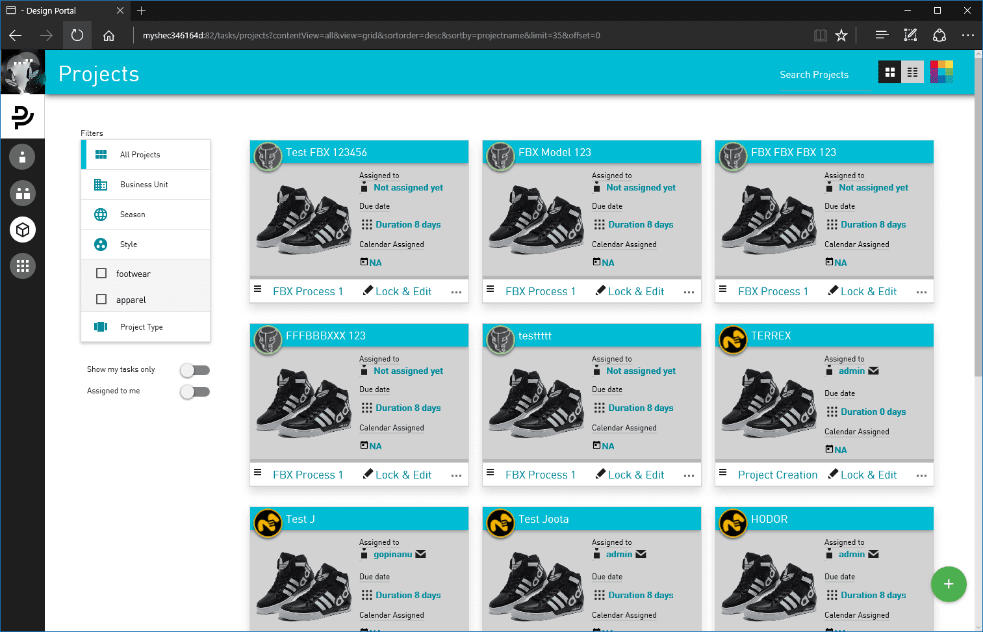 - Design Portal
myshec346164d:82/tasks/projects?contentView=all&view=grid&sortorder=desc&sortby=projectname&limit=35&offset=0
Projects
Search Projects
Filters
All Projects
Business Unit
Season
Style
footwear
apparel
Project Type
Show my tasks only
Assigned to me
Test FBX 123456
Assigned to
Not assigned yet
Due date
Duration 8 days
Calendar Assigned
NA
FBX Process 1 Lock & Edit ...
FBX Model 123
Assigned to
Not assigned yet
Due date
Duration 8 days
Calendar Assigned
NA
FBX Process 1 Lock & Edit ...
FBX FBX FBX 123
Assigned to
Not assigned yet
Due date
Duration 8 days
Calendar Assigned
NA
FBX Process 1 Lock & Edit ...
FFFBBBXXX 123
Assigned to
Not assigned yet
Due date
Duration 8 days
Calendar Assigned
NA
FBX Process 1 Lock & Edit ...
testtttt
Assigned to
Not assigned yet
Due date
Duration 8 days
Calendar Assigned
NA
FBX Process 1 Lock & Edit ...
TERREX
Assigned to
admin
Due date
Duration 0 days
Calendar Assigned
NA
Project Creation Lock & Edit ...
Test J
Assigned to
gopinanu
Due date
Duration 8 days
Calendar Assigned
Test Joota
Assigned to
admin
Due date
Duration 8 days
Calendar Assigned
HODOR
Assigned to
admin
Due date
Duration 8 days
Calendar Assigned